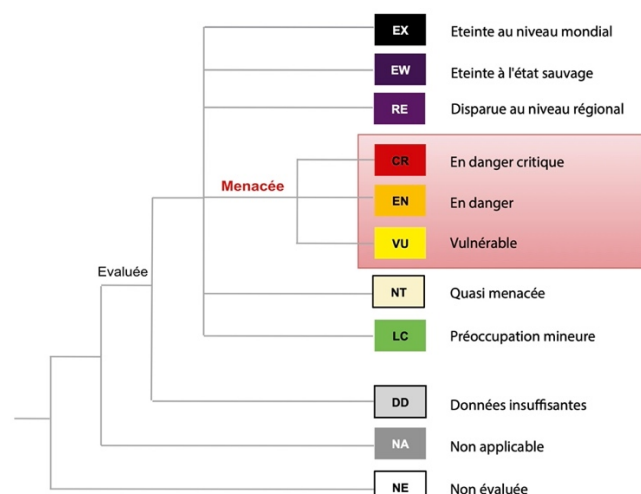 EX Eteinte au niveau mondial
EW Eteinte à l'état sauvage
RE Disparue au niveau régional
CR En danger critique
Menacée
EN En danger
VU Vulnérable
Evaluée
NT Quasi menacée
LC Préoccupation mineure
DD Données insuffisantes
NA Non applicable
NE Non évaluée